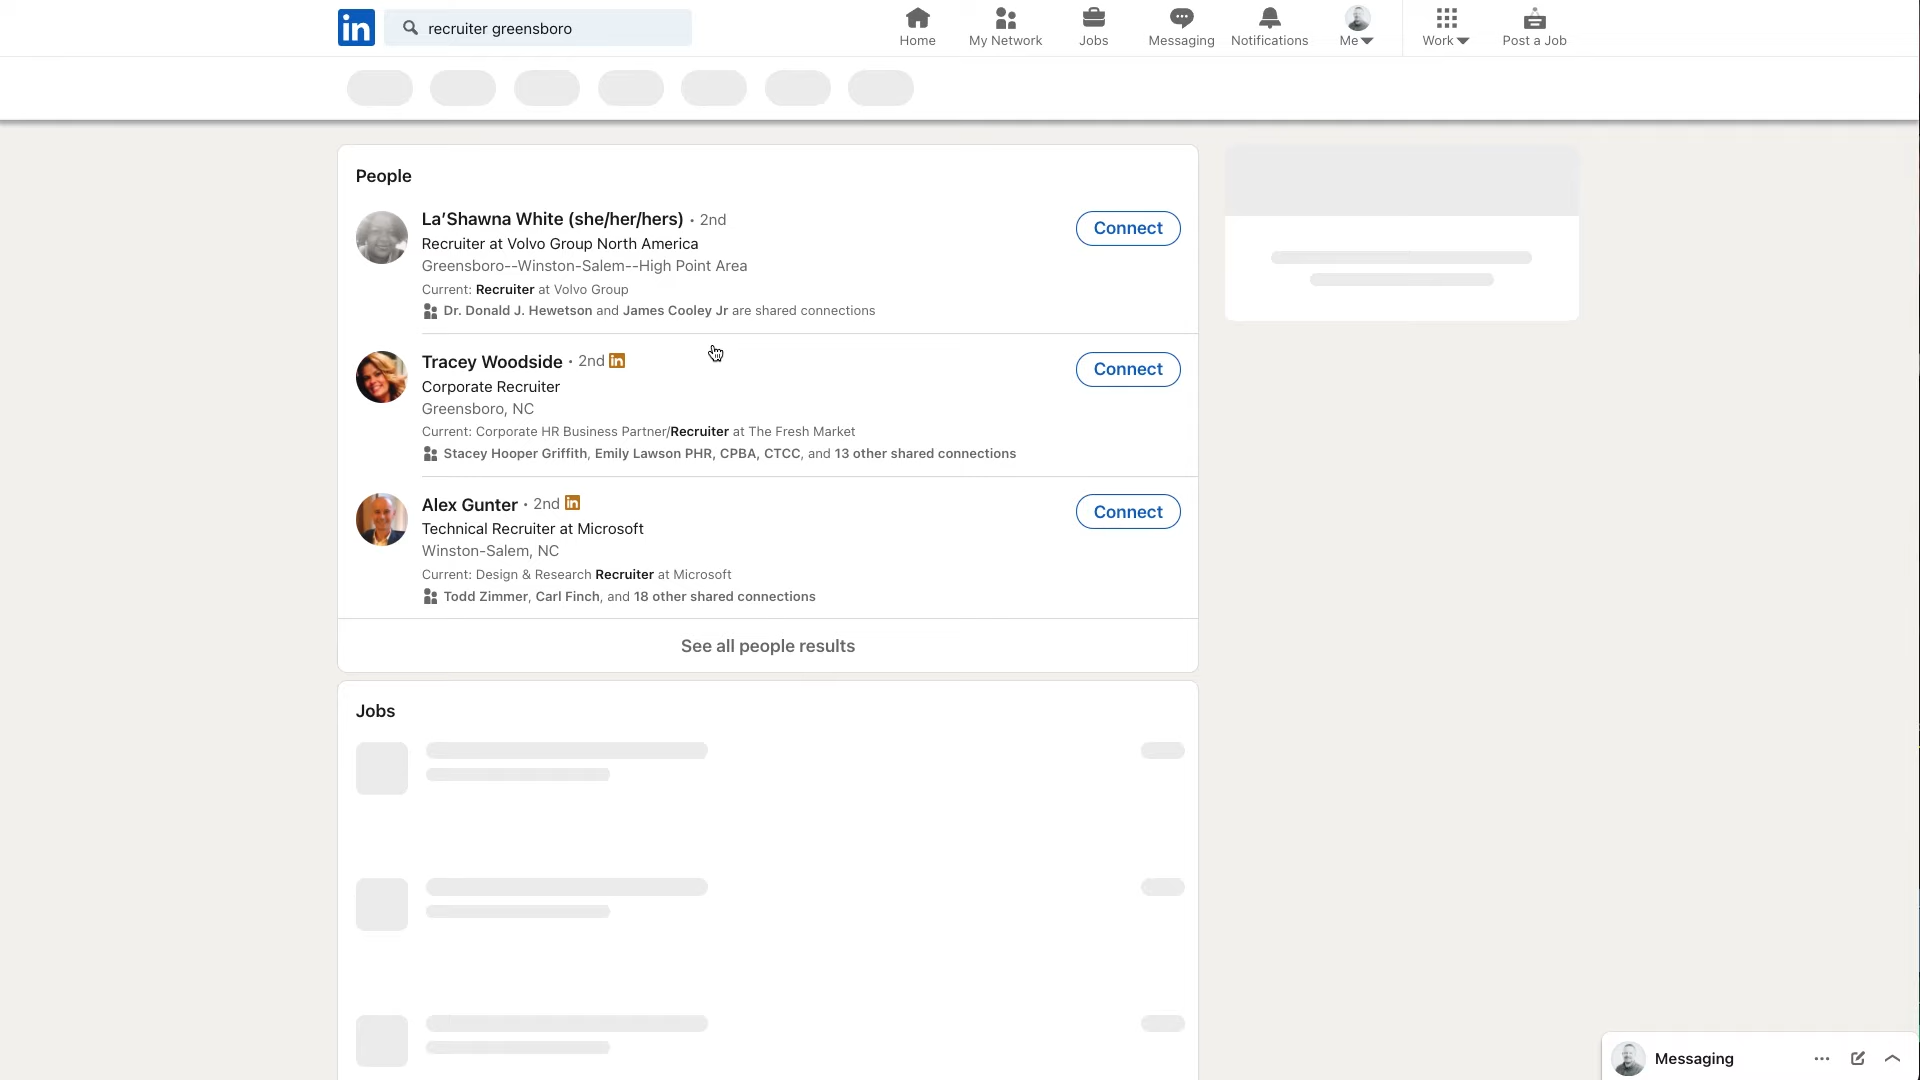 in
recruiter greensboro
Home
My Network
Jobs
Messaging
Notifications
Me
Work
Post a Job
People
La’Shawna White (she/her/hers) • 2nd
Connect
Recruiter at Volvo Group North America
Greensboro--Winston-Salem--High Point Area
Current: Recruiter at Volvo Group
Dr. Donald J. Hewetson and James Cooley Jr are shared connections
Tracey Woodside • 2nd in
Connect
Corporate Recruiter
Greensboro, NC
Current: Corporate HR Business Partner/Recruiter at The Fresh Market
Stacey Hooper Griffith, Emily Lawson PHR, CPBA, CTCC, and 13 other shared connections
Alex Gunter • 2nd in
Connect
Technical Recruiter at Microsoft
Winston-Salem, NC
Current: Design & Research Recruiter at Microsoft
Todd Zimmer, Carl Finch, and 18 other shared connections
See all people results
Jobs
Messaging